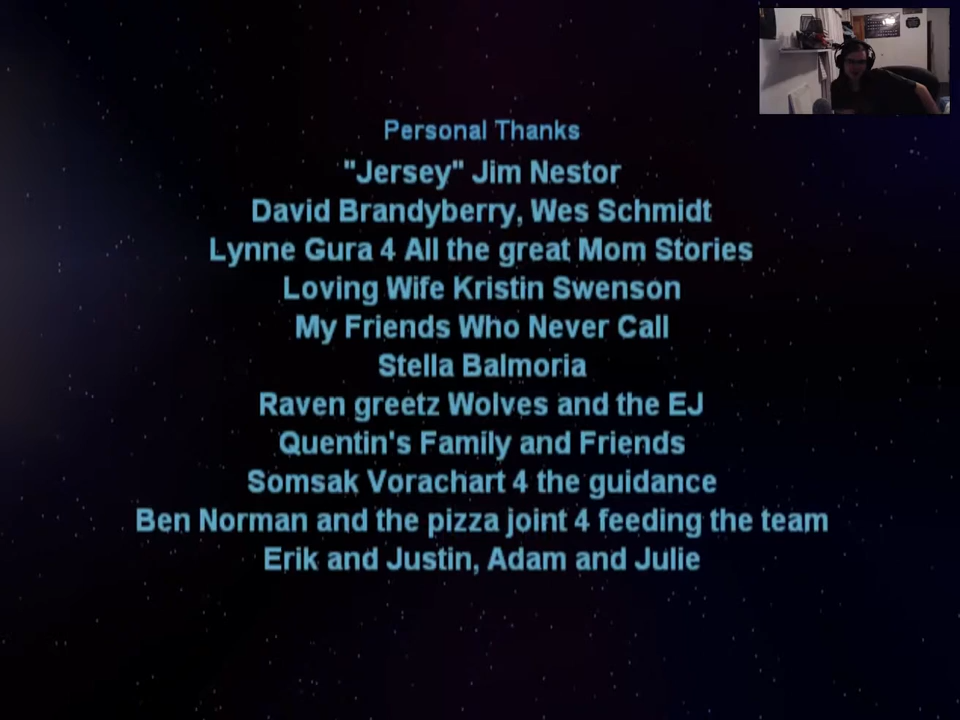 Personal Thanks
"Jersey" Jim Nestor
David Brandyberry, Wes Schmidt
Lynne Gura 4 All the great Mom Stories
Loving Wife Kristin Swenson
My Friends Who Never Call
Stella Balmoria
Raven greetz Wolves and the EJ
Quentin's Family and Friends
Somsak Vorachart 4 the guidance
Ben Norman and the pizza joint 4 feeding the team
Erik and Justin, Adam and Julie